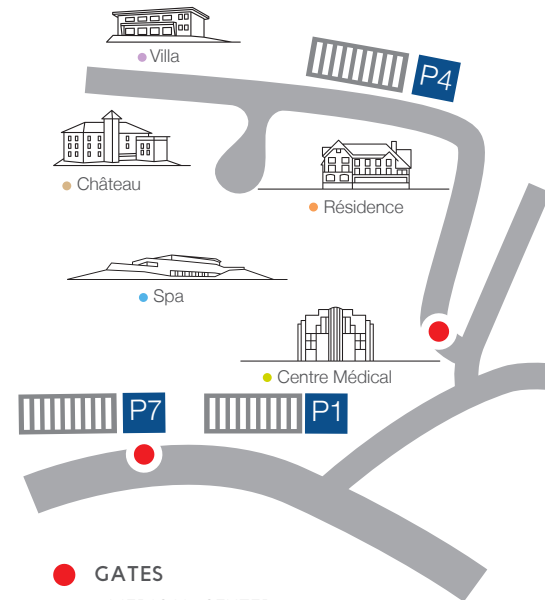 Villa
P4
Château
Résidence
Spa
Centre Médical
P7
P1
GATES